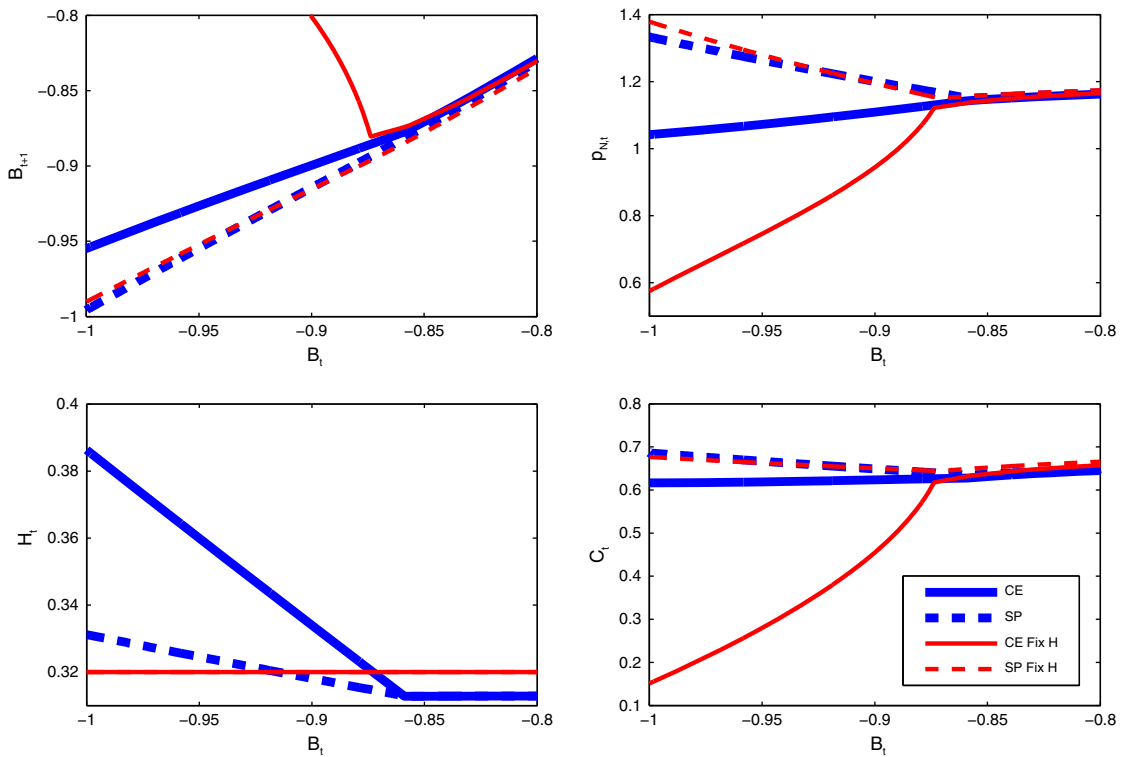 −0.8
−0.85
−0.9
−0.95
−1
−1 −0.95 −0.9 −0.85 −0.8
B_t
B_{t+1}
1.4
1.2
1
0.8
0.6
−1 −0.95 −0.9 −0.85 −0.8
B_t
p_{N,t}
0.4
0.38
0.36
0.34
0.32
−1 −0.95 −0.9 −0.85 −0.8
B_t
H_t
0.8
0.7
0.6
0.5
0.4
0.3
0.2
0.1
−1 −0.95 −0.9 −0.85 −0.8
B_t
C_t
CE
SP
CE Fix H
SP Fix H